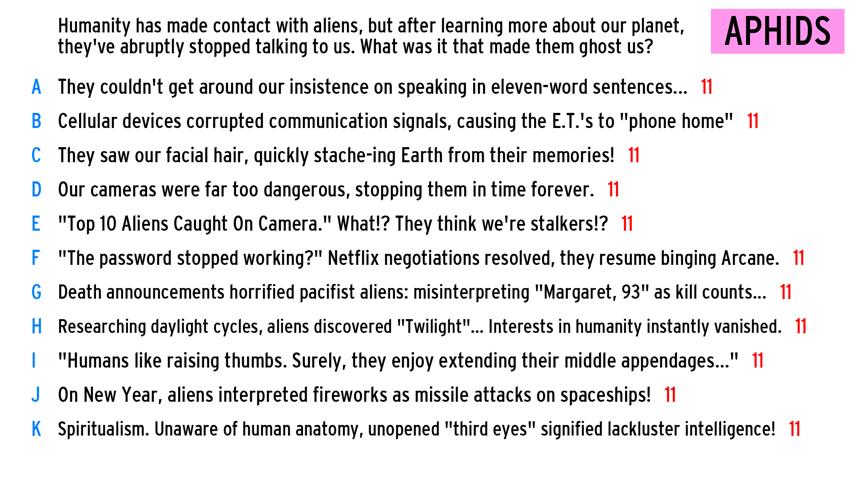 Humanity has made contact with aliens, but after learning more about our planet,
they've abruptly stopped talking to us. What was it that made them ghost us?
APHIDS
A They couldn't get around our insistence on speaking in eleven-word sentences... 11
B Cellular devices corrupted communication signals, causing the E.T.'s to "phone home" 11
C They saw our facial hair, quickly stache-ing Earth from their memories! 11
D Our cameras were far too dangerous, stopping them in time forever. 11
E "Top 10 Aliens Caught On Camera." What!? They think we're stalkers!? 11
F "The password stopped working?" Netflix negotiations resolved, they resume binging Arcane. 11
G Death announcements horrified pacifist aliens: misinterpreting "Margaret, 93" as kill counts... 11
H Researching daylight cycles, aliens discovered "Twilight"... Interests in humanity instantly vanished. 11
I "Humans like raising thumbs. Surely, they enjoy extending their middle appendages..." 11
J On New Year, aliens interpreted fireworks as missile attacks on spaceships! 11
K Spiritualism. Unaware of human anatomy, unopened "third eyes" signified lackluster intelligence! 11